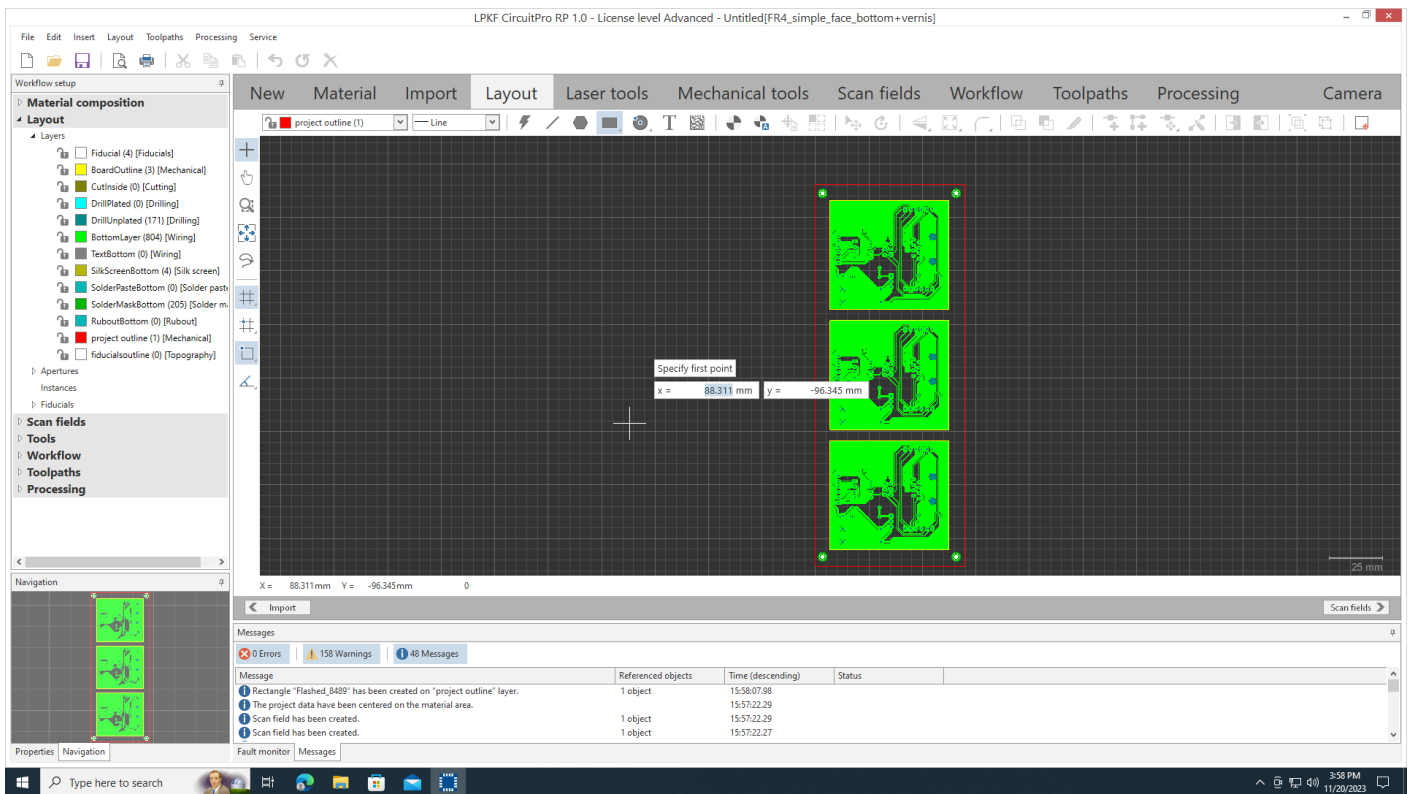 LPKF CircuitPro RP 1.0 - License level Advanced - Untitled[FR4_simple_face_bottom+vernis]
File Edit Insert Layout Toolpaths Processing Service
Workflow setup
Material composition
Layout
Layers
Fiducial (4) [Fiducials]
BoardOutline (3) [Mechanical]
CutInside (0) [Cutting]
DrillPlated (0) [Drilling]
DrillUnplated (171) [Drilling]
BottomLayer (804) [Wiring]
TextBottom (0) [Wiring]
SilkScreenBottom (4) [Silk screen]
SolderPasteBottom (0) [Solder paste
SolderMaskBottom (205) [Solder m
RuboutBottom (0) [Rubout]
project outline (1) [Mechanical]
fiducialsoutline (0) [Topography]
Apertures
Instances
Fiducials
Scan fields
Tools
Workflow
Toolpaths
Processing
Navigation
Properties Navigation
New Material Import Layout Laser tools Mechanical tools Scan fields Workflow Toolpaths Processing Camera
project outline (1) Line T
Specify first point
x = 88.311 mm y = -96.345 mm
25 mm
X = 88.311mm Y = -96.345mm 0
Import Scan fields
Messages
0 Errors 158 Warnings 48 Messages
Message Referenced objects Time (descending) Status
Rectangle "Flashed_8489" has been created on "project outline" layer. 1 object 15:58:07.98
The project data have been centered on the material area. 15:57:22.29
Scan field has been created. 1 object 15:57:22.29
Scan field has been created. 1 object 15:57:22.27
Fault monitor Messages
Type here to search
3:58 PM
11/20/2023